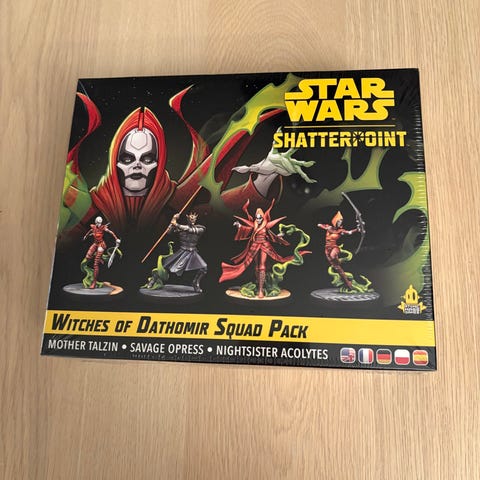 STAR
WARS
SHATTERPOINT
WITCHES OF DATHOMIR SQUAD PACK
MOTHER TALZIN • SAVAGE OPRESS • NIGHTSISTER ACOLYTES